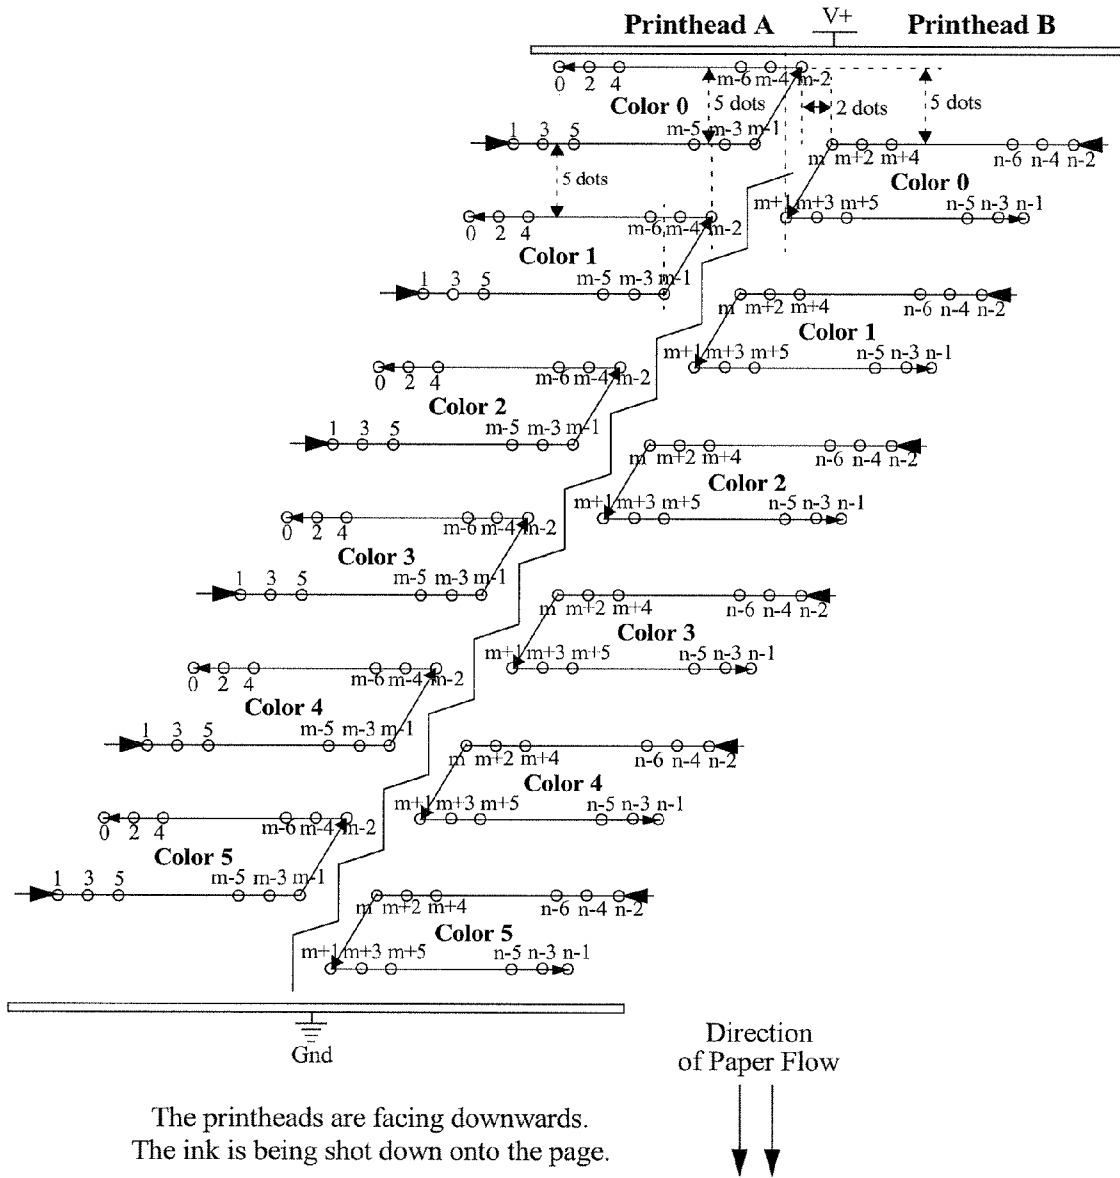 Printhead A V+ Printhead B
0 2 4 m-6 m-4 m-2
Color 0 5 dots 2 dots 5 dots
1 3 5 m-5 m-3 m-1
m m+2 m+4 n-6 n-4 n-2
5 dots Color 0
m+1 m+3 m+5 n-5 n-3 n-1
0 2 4 m-6 m-4 m-2
Color 1
1 3 5 m-5 m-3 m-1
m m+2 m+4 n-6 n-4 n-2
Color 1
m+1 m+3 m+5 n-5 n-3 n-1
0 2 4 m-6 m-4 m-2
Color 2
1 3 5 m-5 m-3 m-1
m m+2 m+4 n-6 n-4 n-2
Color 2
m+1 m+3 m+5 n-5 n-3 n-1
0 2 4 m-6 m-4 m-2
Color 3
1 3 5 m-5 m-3 m-1
m m+2 m+4 n-6 n-4 n-2
Color 3
m+1 m+3 m+5 n-5 n-3 n-1
0 2 4 m-6 m-4 m-2
Color 4
1 3 5 m-5 m-3 m-1
m m+2 m+4 n-6 n-4 n-2
Color 4
m+1 m+3 m+5 n-5 n-3 n-1
0 2 4 m-6 m-4 m-2
Color 5
1 3 5 m-5 m-3 m-1
m m+2 m+4 n-6 n-4 n-2
Color 5
m+1 m+3 m+5 n-5 n-3 n-1
Gnd
Direction
of Paper Flow
The printheads are facing downwards.
The ink is being shot down onto the page.